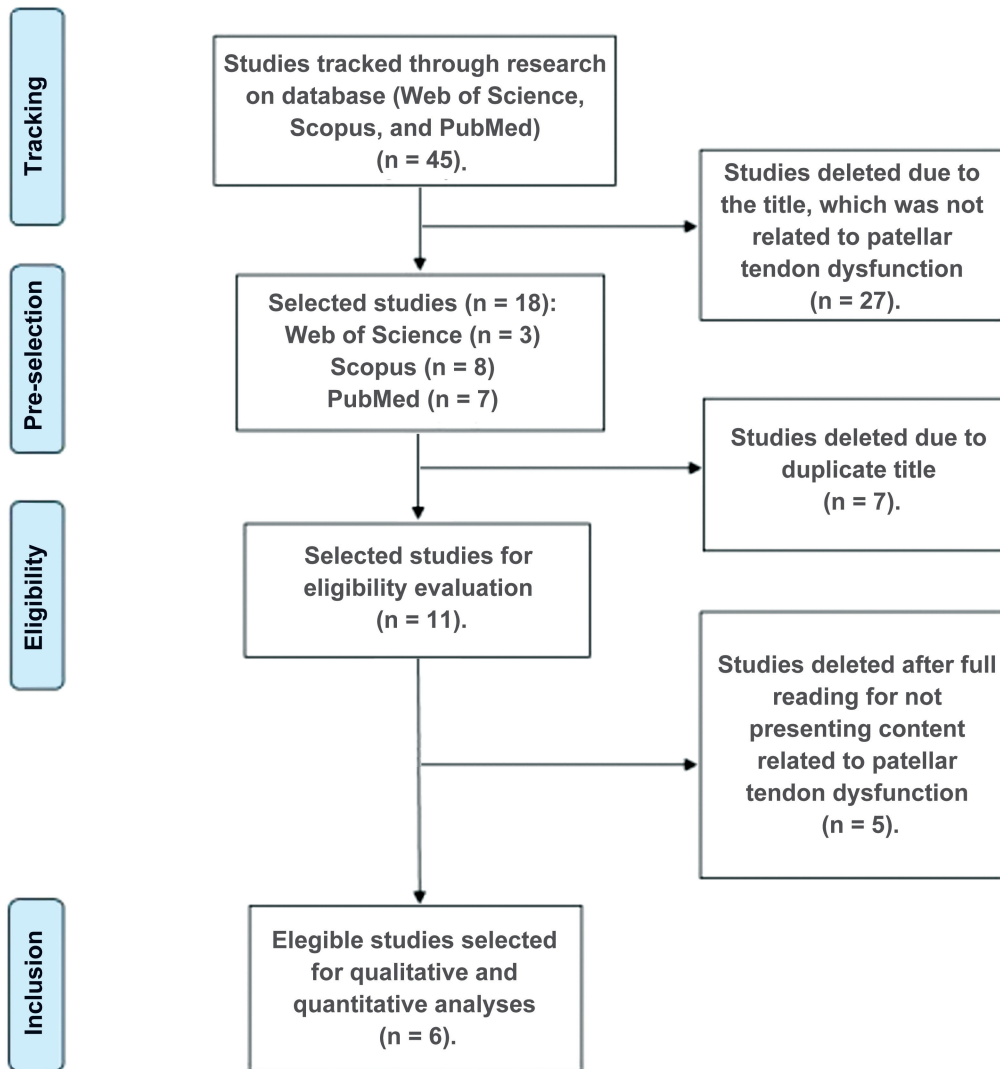 Tracking
Studies tracked through research
on database (Web of Science,
Scopus, and PubMed)
(n = 45).
Studies deleted due to
the title, which was not
related to patellar
tendon dysfunction
(n = 27).
Pre-selection
Selected studies (n = 18):
Web of Science (n = 3)
Scopus (n = 8)
PubMed (n = 7)
Studies deleted due to
duplicate title
(n = 7).
Eligibility
Selected studies for
eligibility evaluation
(n = 11).
Studies deleted after full
reading for not
presenting content
related to patellar
tendon dysfunction
(n = 5).
Inclusion
Elegible studies selected
for qualitative and
quantitative analyses
(n = 6).